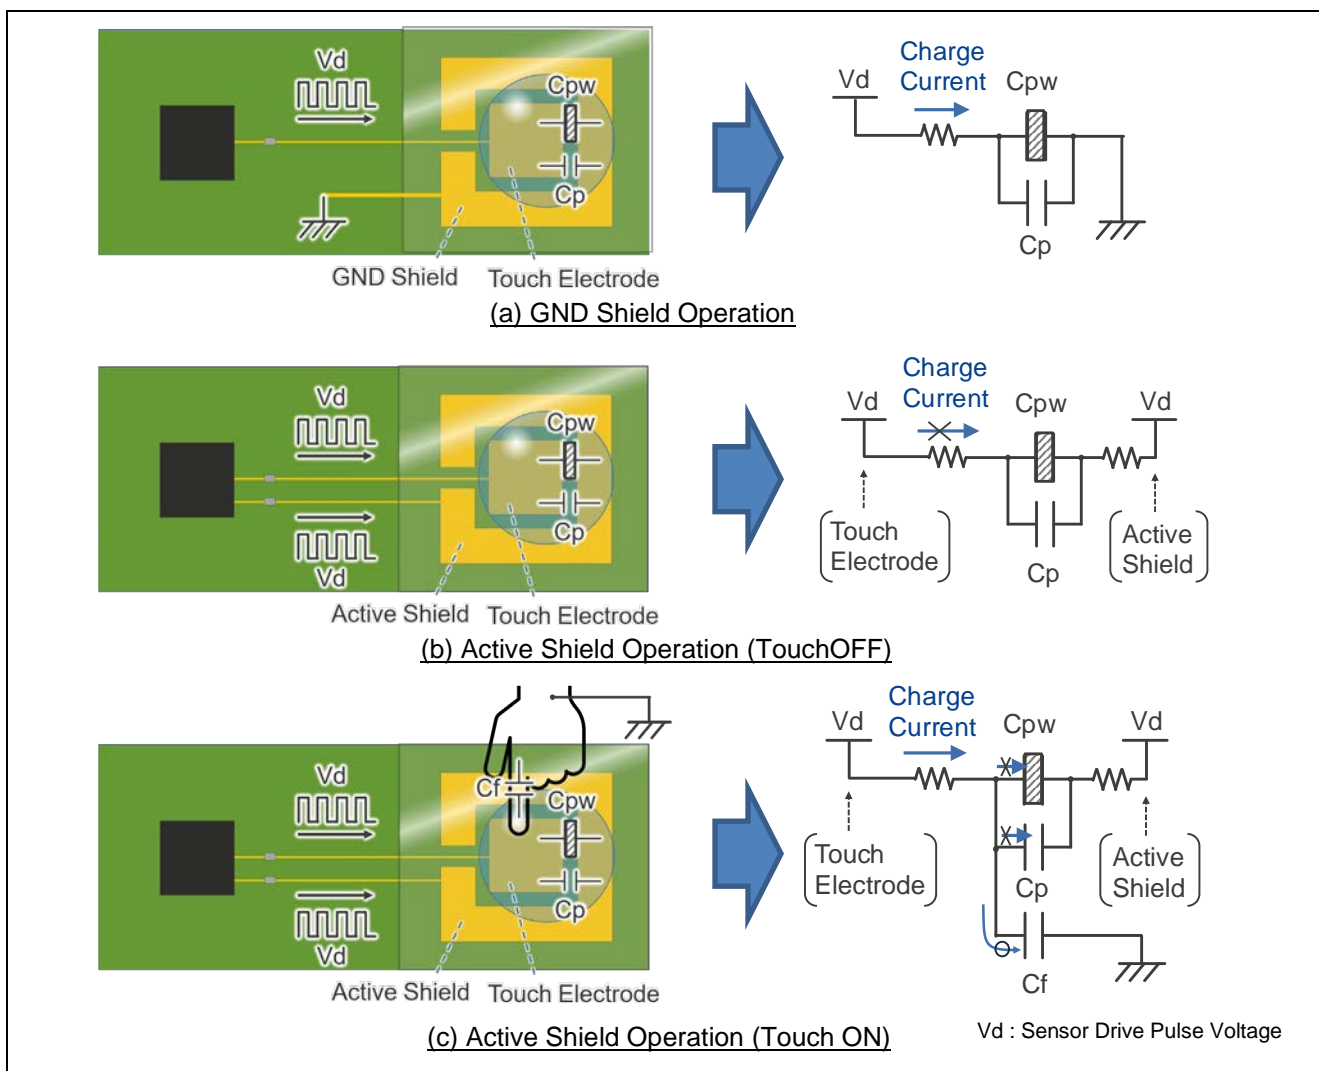 Vd
Cpw
Cp
GND Shield
Touch Electrode
Vd
Charge
Current
Cpw
Cp
(a) GND Shield Operation
Vd
Vd
Cpw
Cp
Active Shield
Touch Electrode
Charge
Current
Vd
Cpw
Vd
Touch
Electrode
Cp
Active
Shield
(b) Active Shield Operation (TouchOFF)
Vd
Vd
Cf
Cpw
Cp
Active Shield
Touch Electrode
Charge
Current
Vd
Cpw
Vd
Touch
Electrode
Cp
Active
Shield
Cf
(c) Active Shield Operation (Touch ON)
Vd : Sensor Drive Pulse Voltage